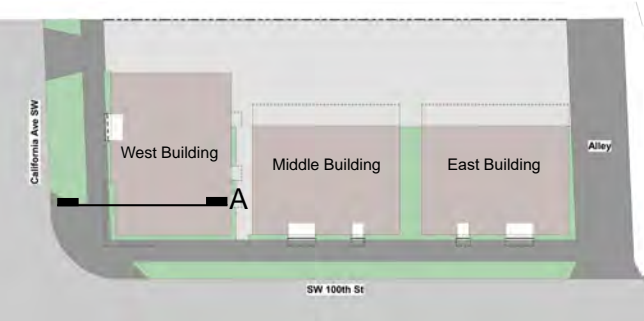 California Ave SW
West Building
Middle Building
East Building
Alley
A
SW 100th St